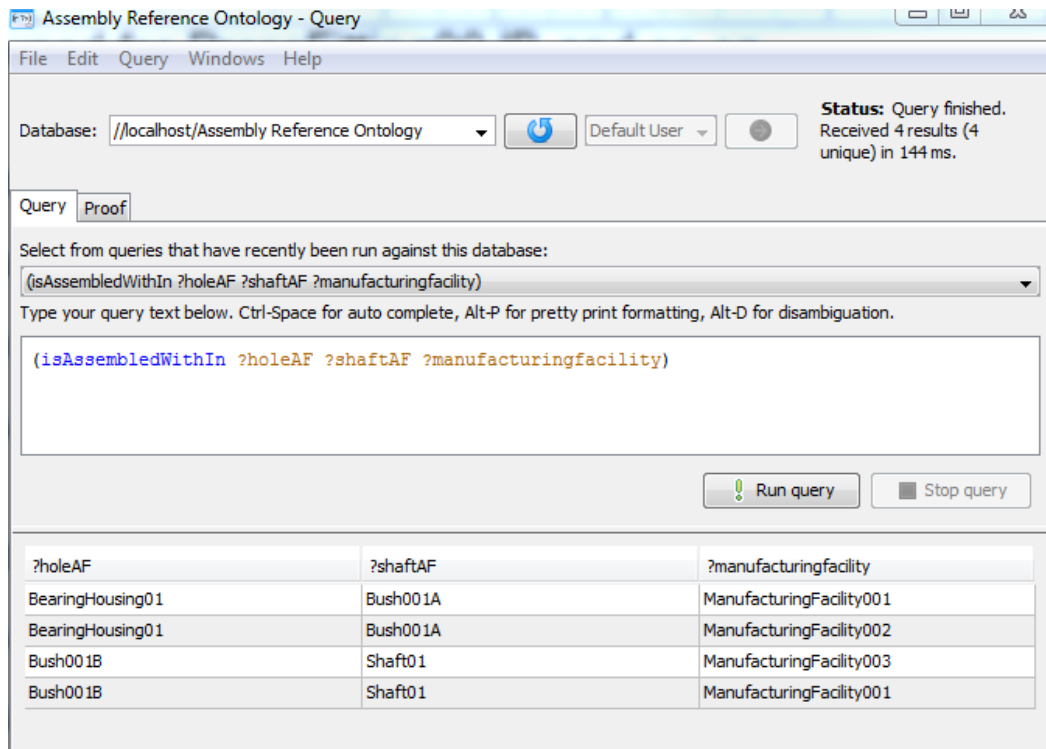 Assembly Reference Ontology - Query
File Edit Query Windows Help
Database: //localhost/Assembly Reference Ontology Default User
Status: Query finished.
Received 4 results (4
unique) in 144 ms.
Query Proof
Select from queries that have recently been run against this database:
(isAssembledWithIn ?holeAF ?shaftAF ?manufacturingfacility)
Type your query text below. Ctrl-Space for auto complete, Alt-P for pretty print formatting, Alt-D for disambiguation.
(isAssembledWithIn ?holeAF ?shaftAF ?manufacturingfacility)
Run query Stop query
?holeAF ?shaftAF ?manufacturingfacility
BearingHousing01 Bush001A ManufacturingFacility001
BearingHousing01 Bush001A ManufacturingFacility002
Bush001B Shaft01 ManufacturingFacility003
Bush001B Shaft01 ManufacturingFacility001